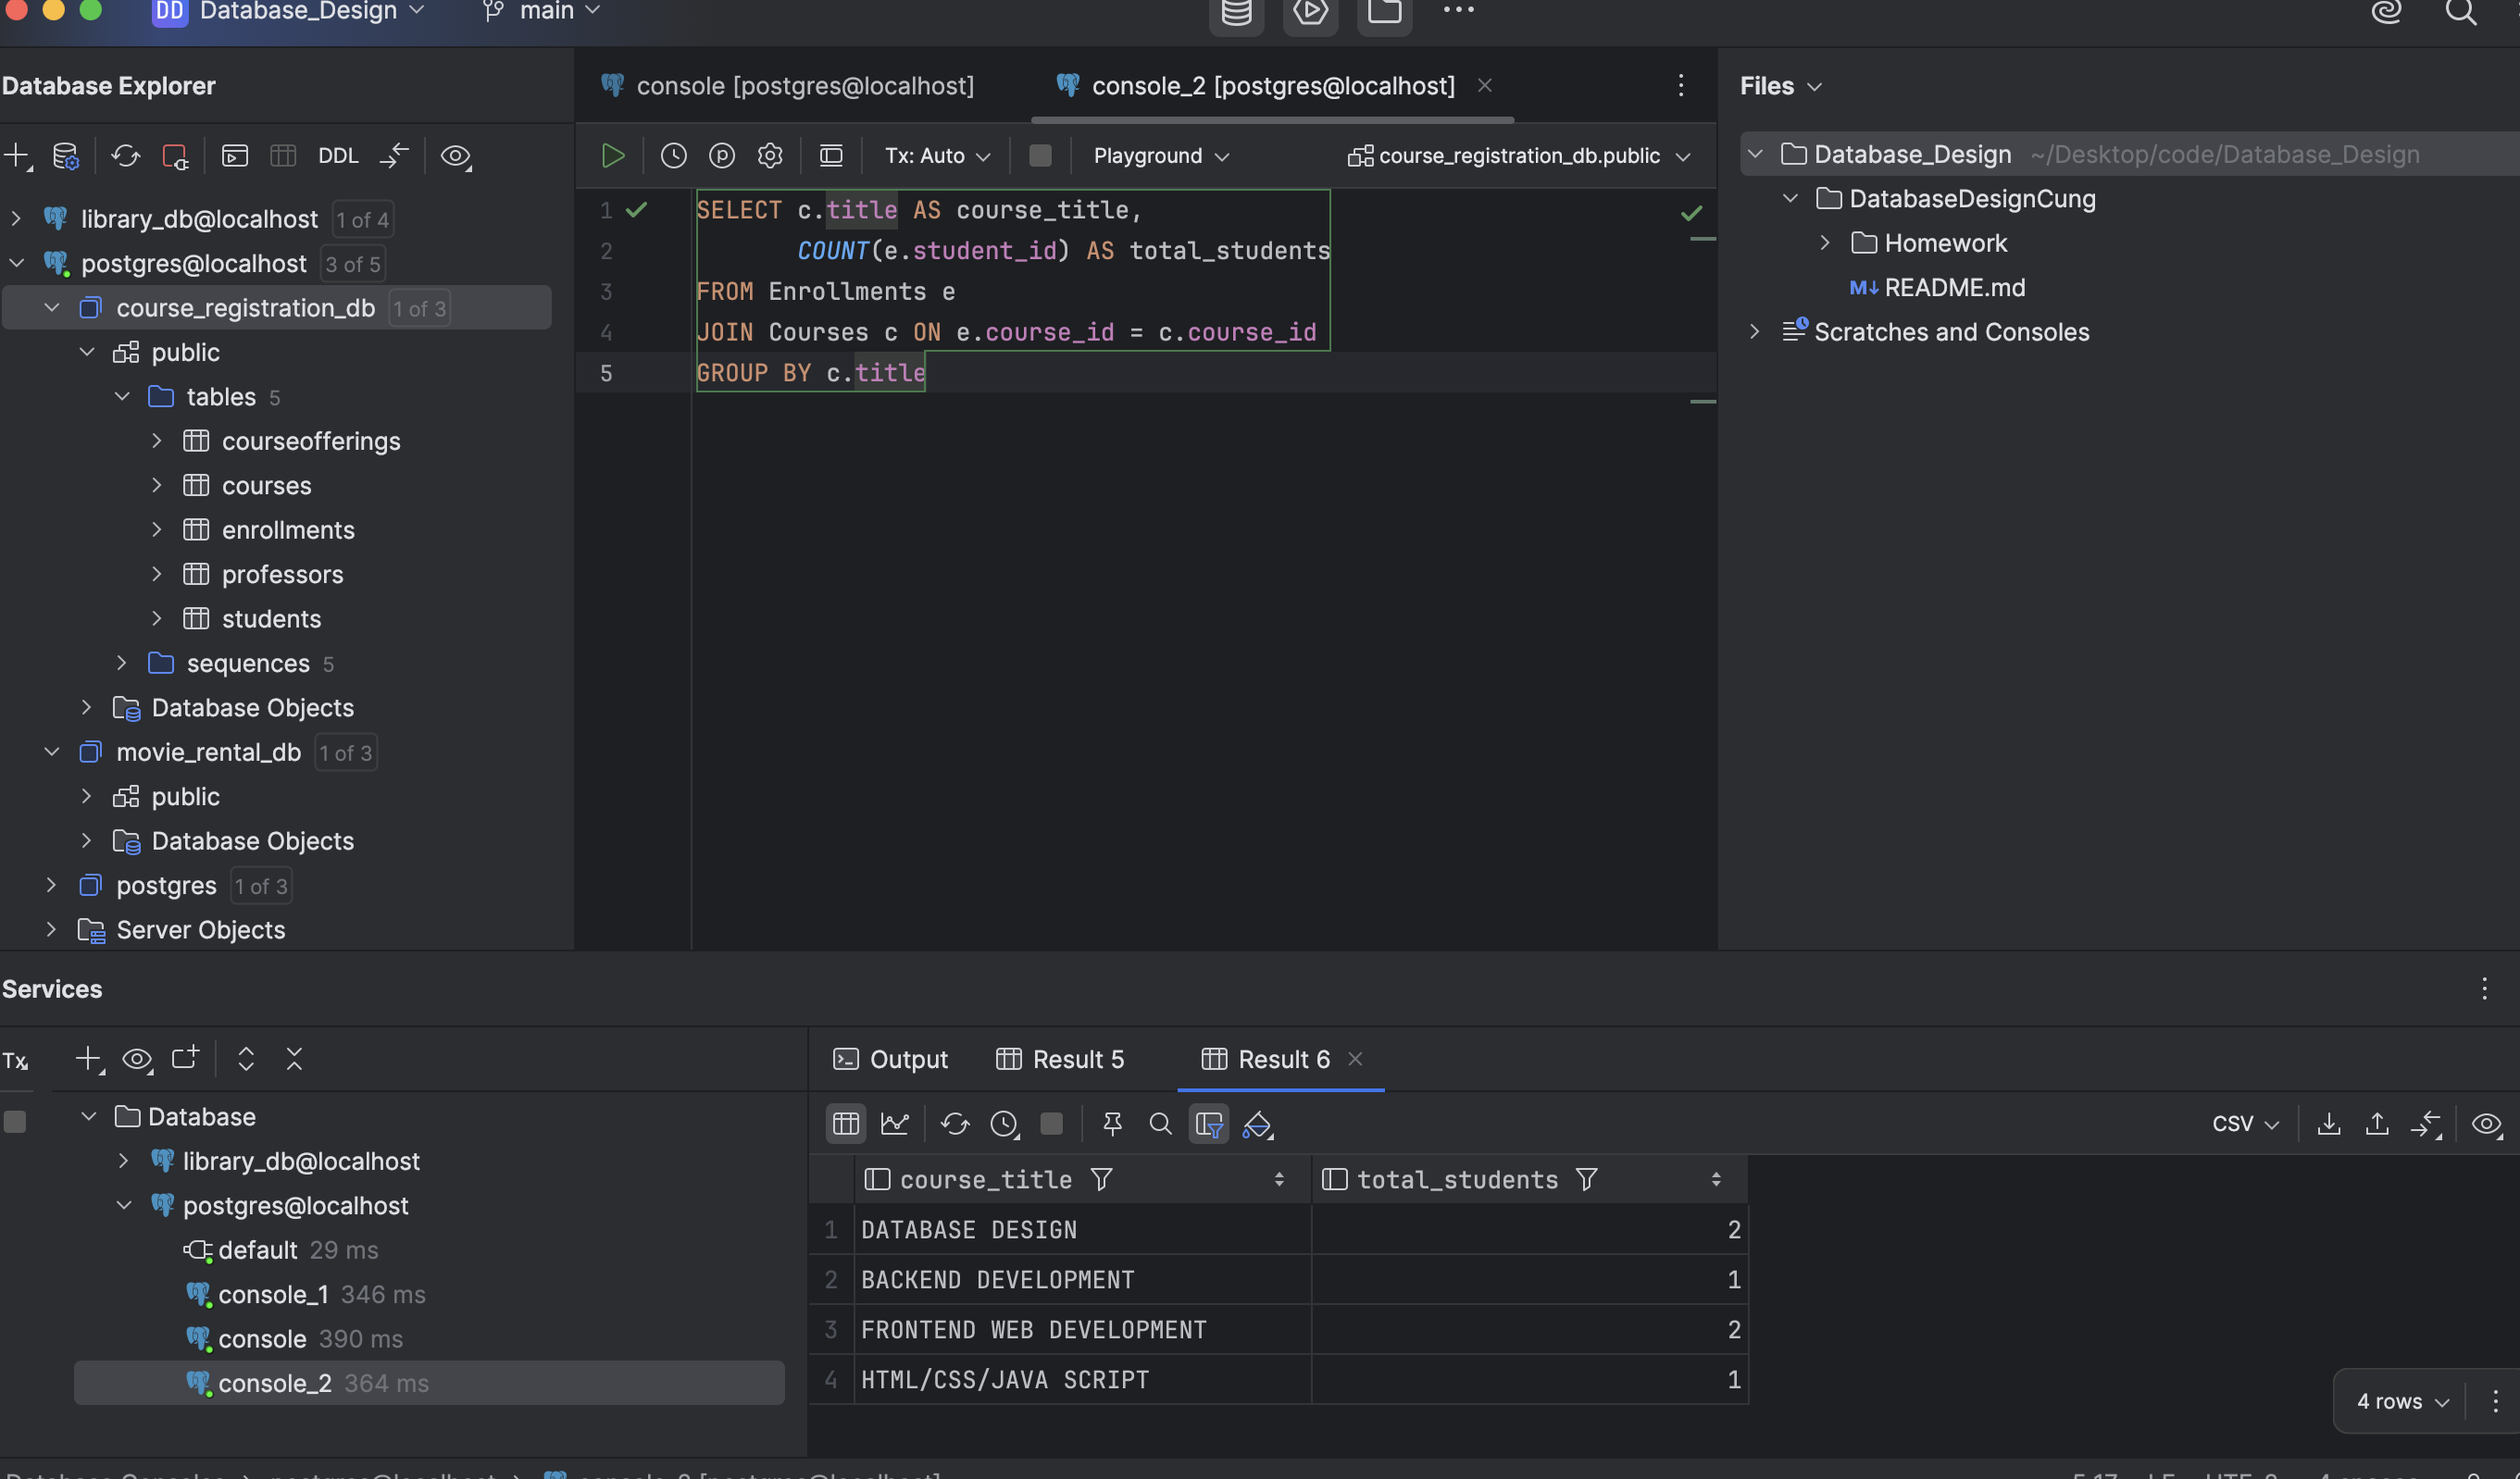 DD Database_Design main
Database Explorer
DDL
library_db@localhost 1 of 4
postgres@localhost 3 of 5
course_registration_db 1 of 3
public
tables 5
courseofferings
courses
enrollments
professors
students
sequences 5
Database Objects
movie_rental_db 1 of 3
public
Database Objects
postgres 1 of 3
Server Objects
console [postgres@localhost] console_2 [postgres@localhost]
Tx: Auto Playground course_registration_db.public
1 SELECT c.title AS course_title,
2 COUNT(e.student_id) AS total_students
3 FROM Enrollments e
4 JOIN Courses c ON e.course_id = c.course_id
5 GROUP BY c.title
Files
Database_Design ~/Desktop/code/Database_Design
DatabaseDesignCung
Homework
M↓ README.md
Scratches and Consoles
Services
Tx
Database
library_db@localhost
postgres@localhost
default 29 ms
console_1 346 ms
console 390 ms
console_2 364 ms
Output Result 5 Result 6
CSV
course_title total_students
1 DATABASE DESIGN 2
2 BACKEND DEVELOPMENT 1
3 FRONTEND WEB DEVELOPMENT 2
4 HTML/CSS/JAVA SCRIPT 1
4 rows